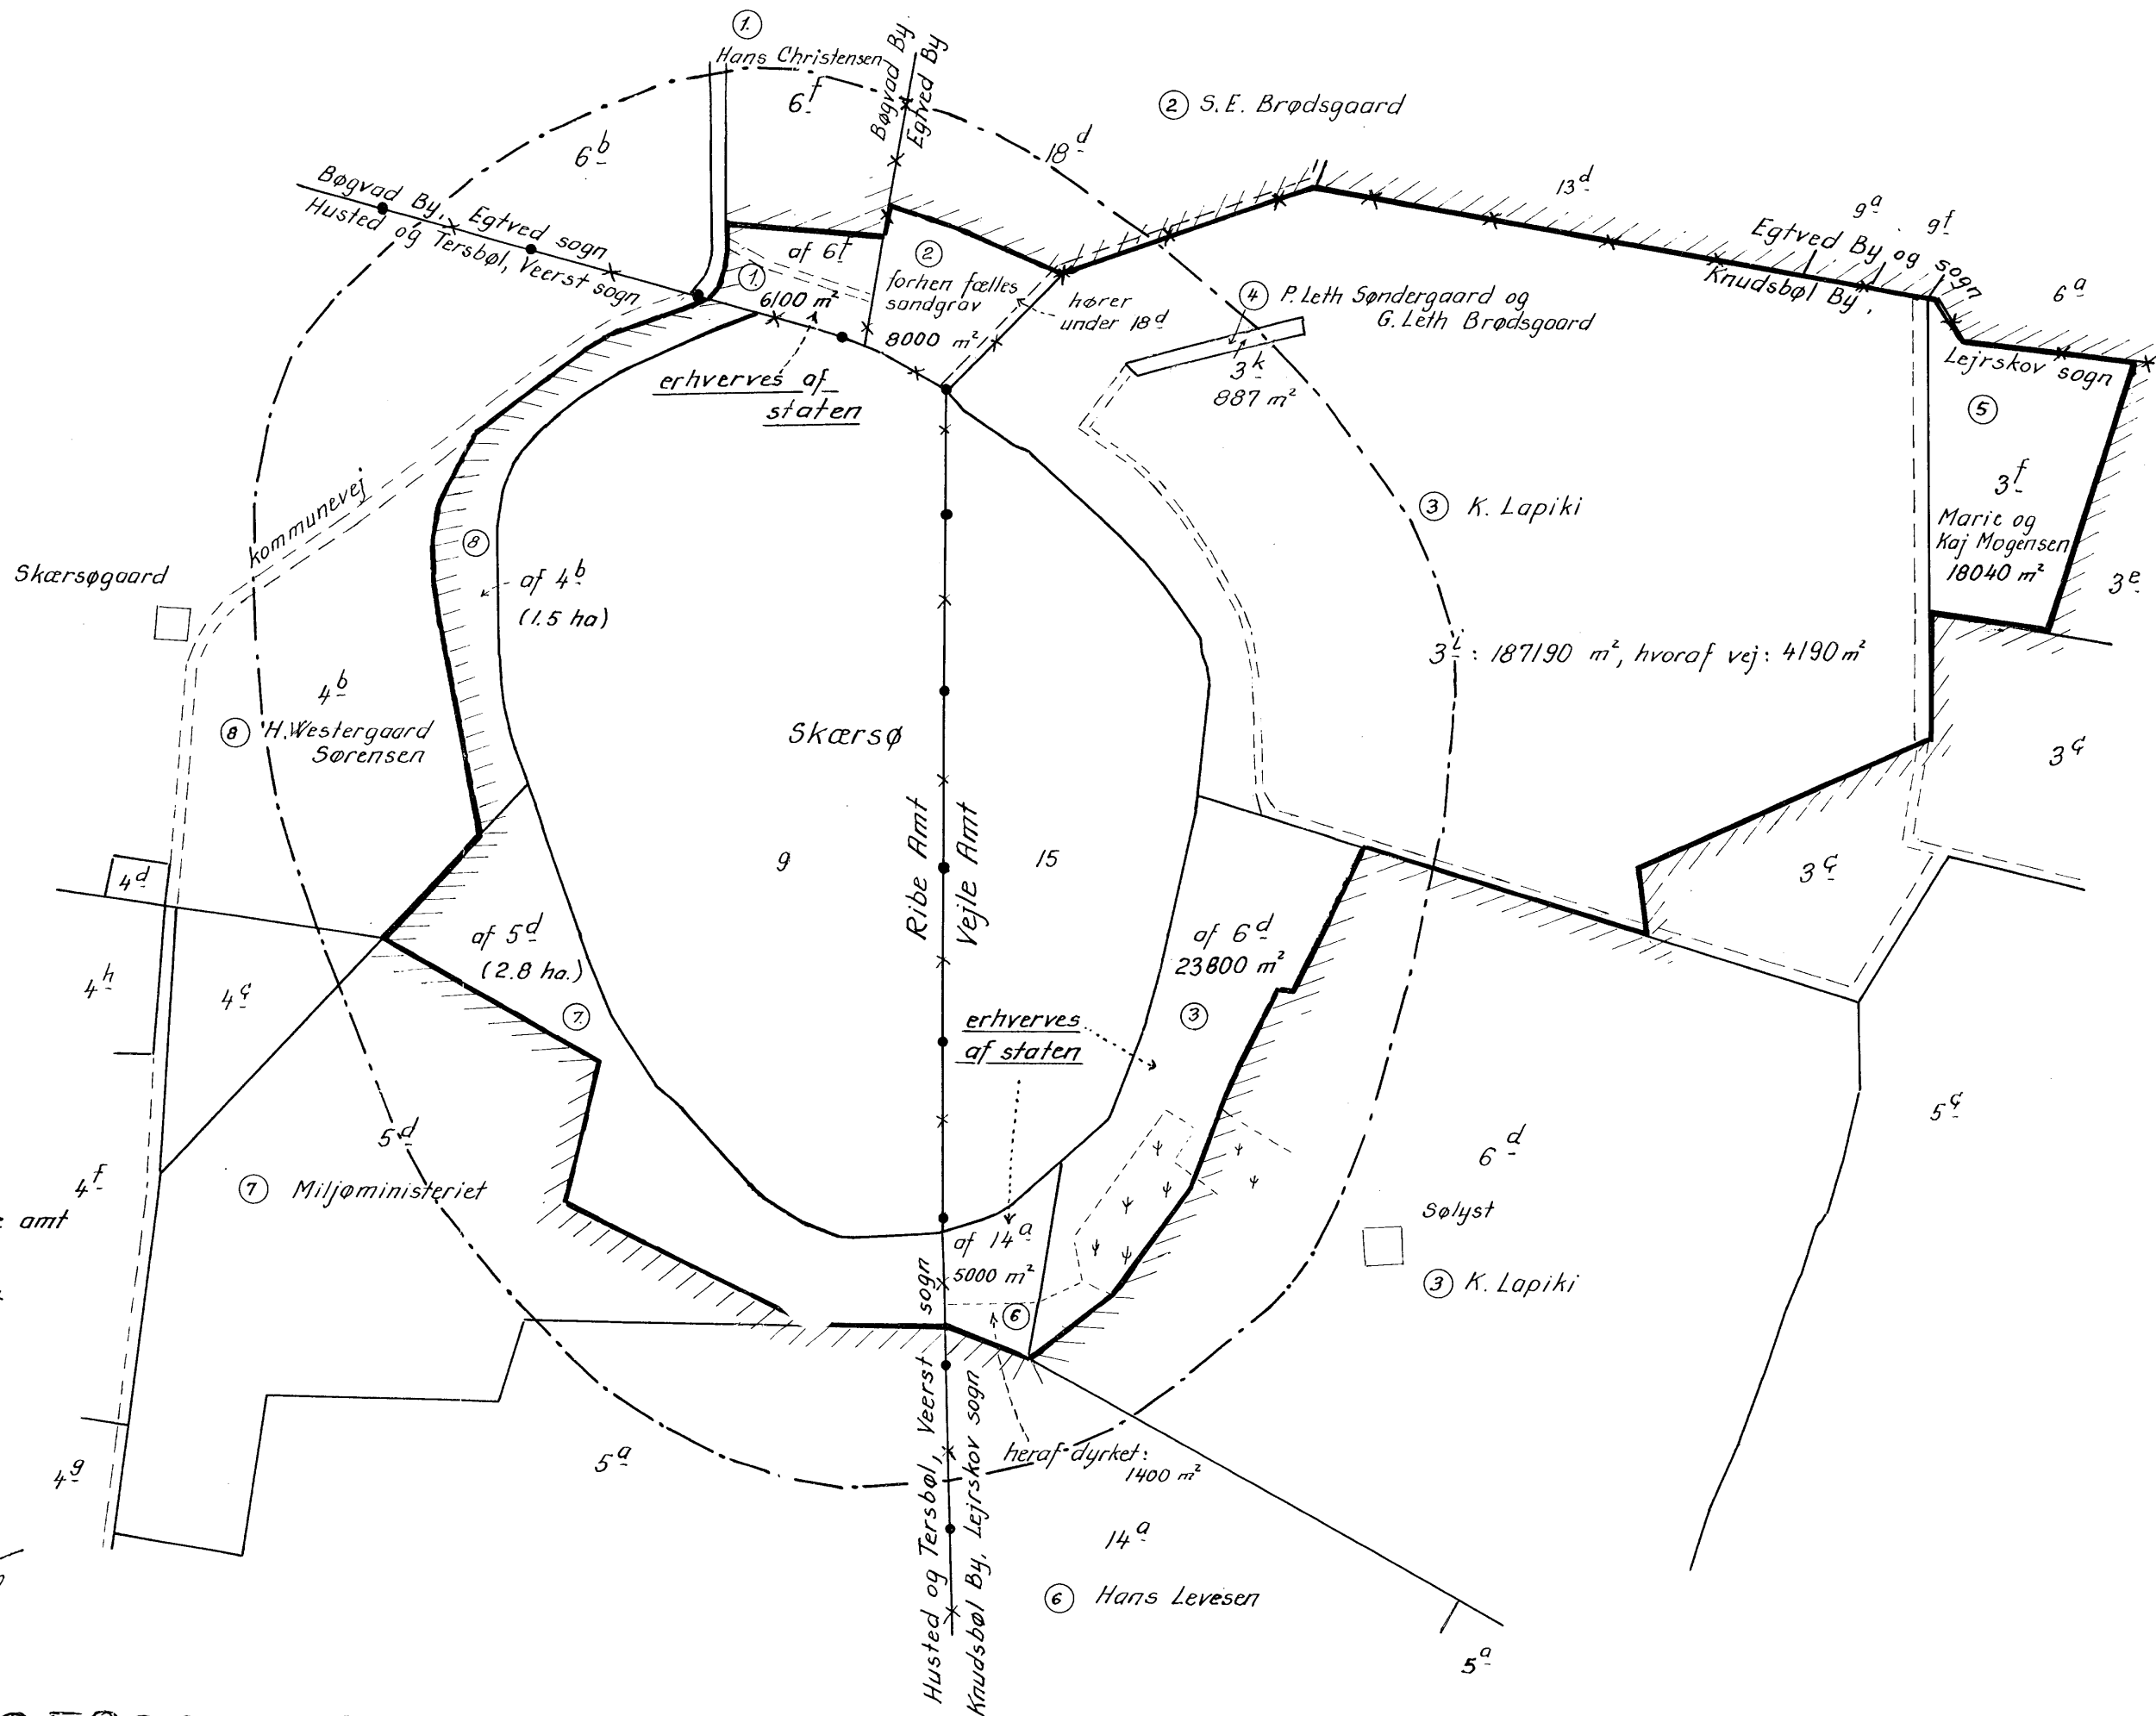 1.
Hans Christensen
6f
Bøgvad By
Egtved By
2 S.E. Brødsgaard
6b
18d
13d
9a
9f
6a
Bøgvad By, Egtved sogn
Husted og Tersbøl, Veerst sogn
Egtved By og sogn
Knudsbøl By,
Lejrskov sogn
af 6f
1.
6100 m²
2
forhen fælles
sandgrav
8000 m²
hører
under 18d
4 P. Leth Søndergaard og
G. Leth Brødsgaard
3k
887 m²
erhverves af
staten
5
3f
Marie og
Kaj Mogensen
18040 m²
3e
3 K. Lapiki
kommunevej
Skærsøgaard
8
af 4b
(1.5 ha)
3i: 187190 m², hvoraf vej: 4190 m²
4b
8 H. Westergaard
Sørensen
Skærsø
3c
Ribe Amt
Vejle Amt
9
15
3c
4d
af 5d
(2.8 ha.)
7.
af 6d
23800 m²
3
4h
4c
erhverves
af staten
5d
5c
6d
4f
7 Miljøministeriet
amt
Sølyst
3 K. Lapiki
af 14a
5000 m²
6
sogn
heraf dyrket:
1400 m²
5a
4g
Husted og Tersbøl, Veerst
Knudsbøl By, Lejrskov sogn
14a
6 Hans Levesen
5a